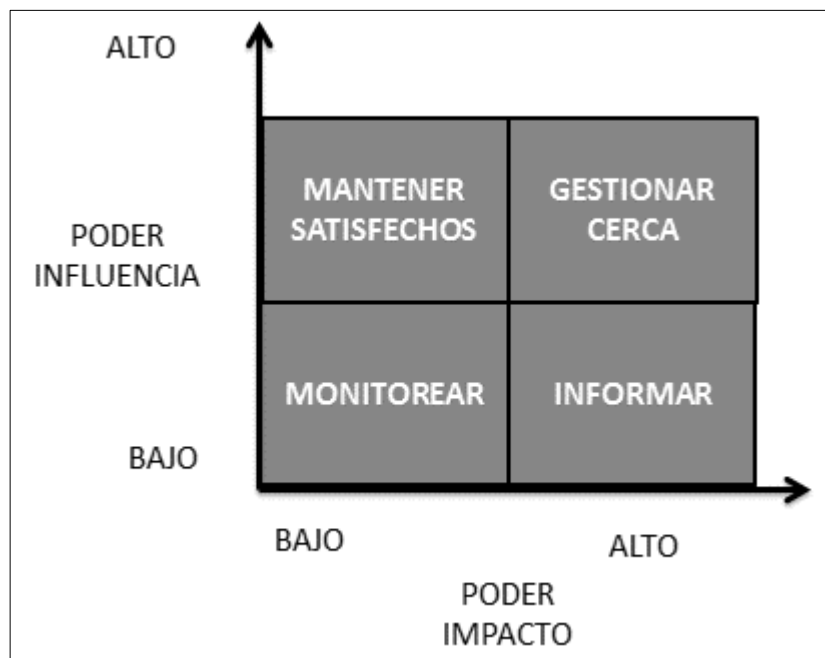 ALTO
MANTENER
SATISFECHOS
GESTIONAR
CERCA
PODER
INFLUENCIA
MONITOREAR
INFORMAR
BAJO
BAJO
ALTO
PODER
IMPACTO